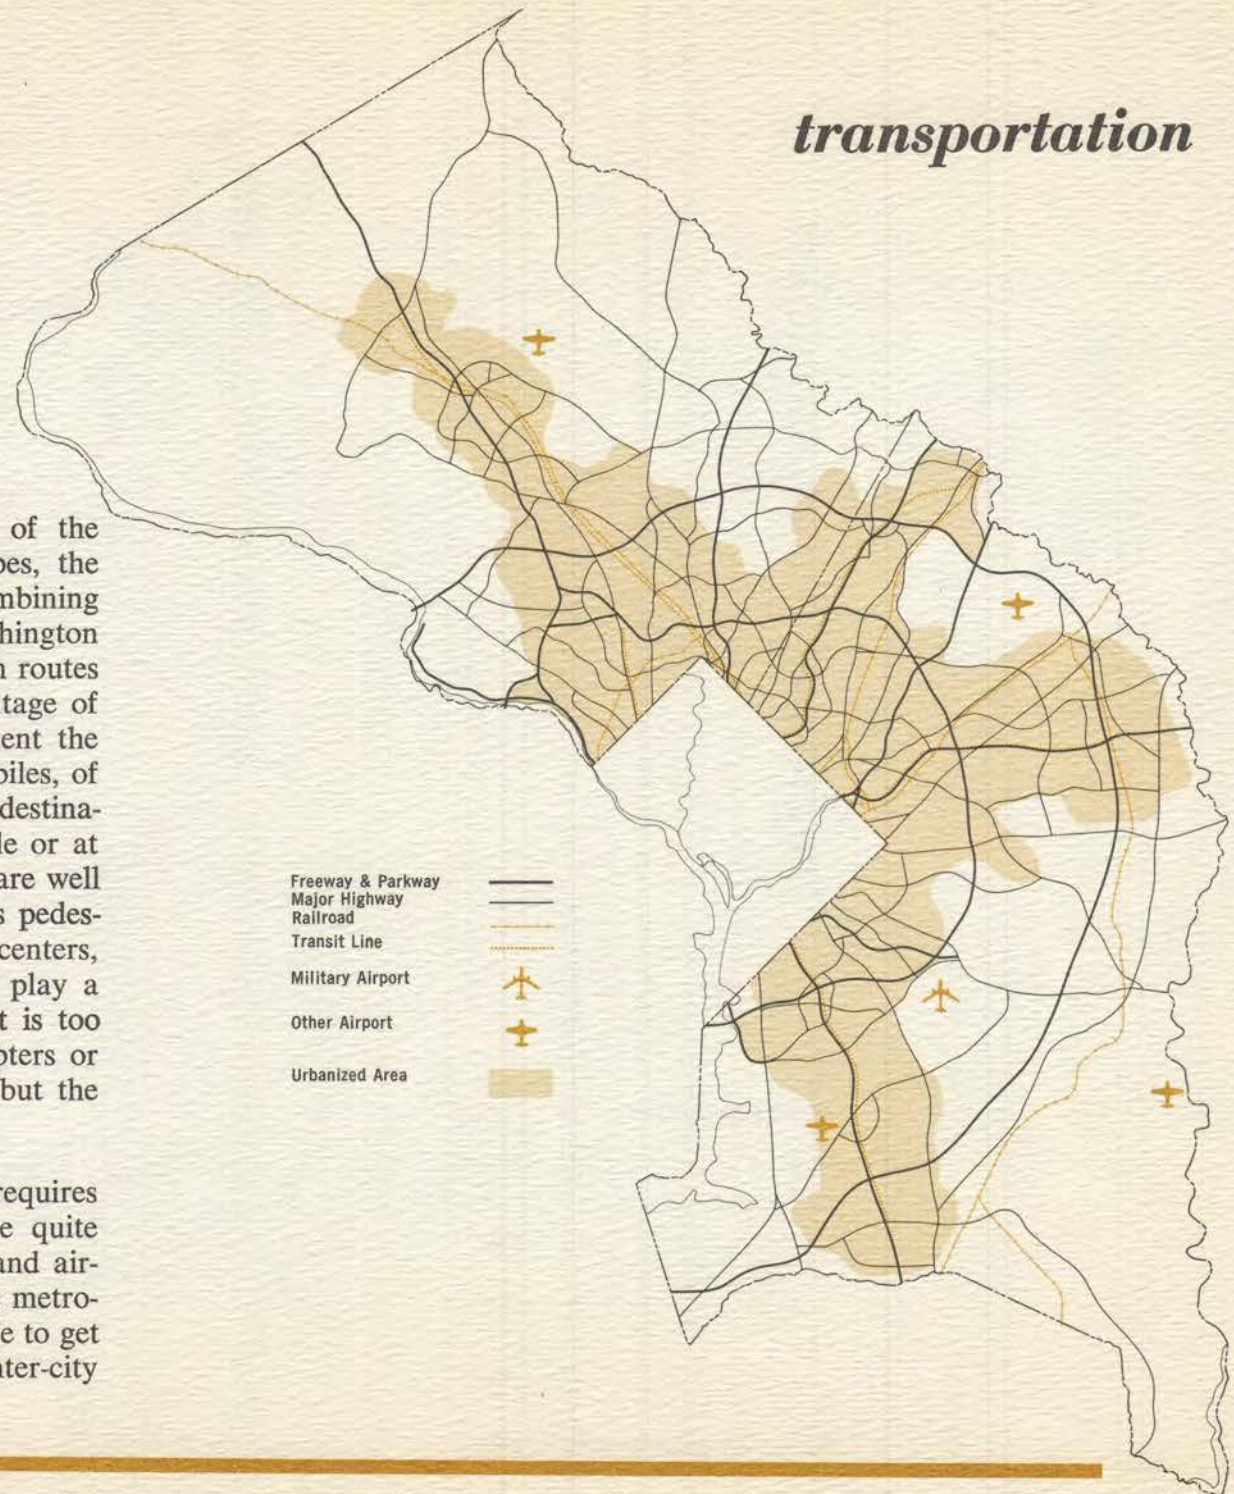 transportation
of the
pes, the
mbining
hington
n routes
tage of
ent the
biles, of
destina-
le or at
are well
s pedes-
centers,
play a
t is too
pters or
but the
requires
e quite
and air-
metro-
e to get
nter-city
Freeway & Parkway
Major Highway
Railroad
Transit Line
Military Airport
Other Airport
Urbanized Area